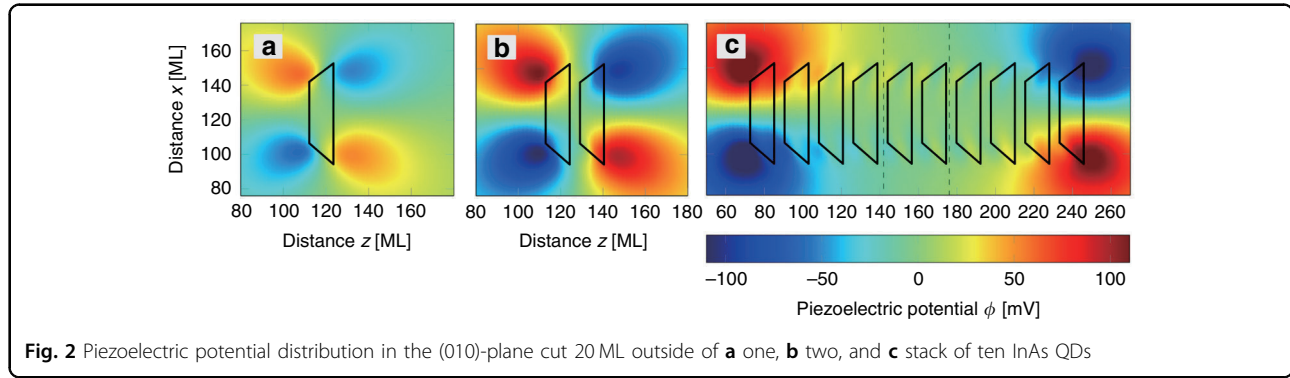 a
b
c
Distance x [ML]
160
140
120
100
80
80 100 120 140 160
80 100 120 140 160 180
60 80 100 120 140 160 180 200 220 240 260
Distance z [ML]
Distance z [ML]
–100 –50 0 50 100
Piezoelectric potential ϕ [mV]
Fig. 2 Piezoelectric potential distribution in the (010)-plane cut 20 ML outside of a one, b two, and c stack of ten InAs QDs